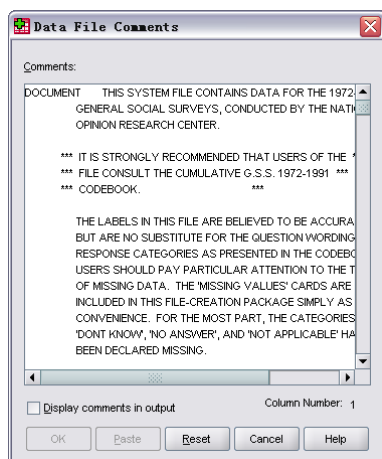 Data File Comments
Comments:
DOCUMENT THIS SYSTEM FILE CONTAINS DATA FOR THE 1972-
GENERAL SOCIAL SURVEYS, CONDUCTED BY THE NATI
OPINION RESEARCH CENTER.
*** IT IS STRONGLY RECOMMENDED THAT USERS OF THE *
*** FILE CONSULT THE CUMULATIVE G.S.S. 1972-1991 ***
*** CODEBOOK. ***
THE LABELS IN THIS FILE ARE BELIEVED TO BE ACCURA
BUT ARE NO SUBSTITUTE FOR THE QUESTION WORDING
RESPONSE CATEGORIES AS PRESENTED IN THE CODEBO
USERS SHOULD PAY PARTICULAR ATTENTION TO THE T
OF MISSING DATA. THE 'MISSING VALUES' CARDS ARE
INCLUDED IN THIS FILE-CREATION PACKAGE SIMPLY AS
CONVENIENCE. FOR THE MOST PART, THE CATEGORIES
'DONT KNOW', 'NO ANSWER', AND 'NOT APPLICABLE' HA
BEEN DECLARED MISSING.
Display comments in output Column Number: 1
OK Paste Reset Cancel Help